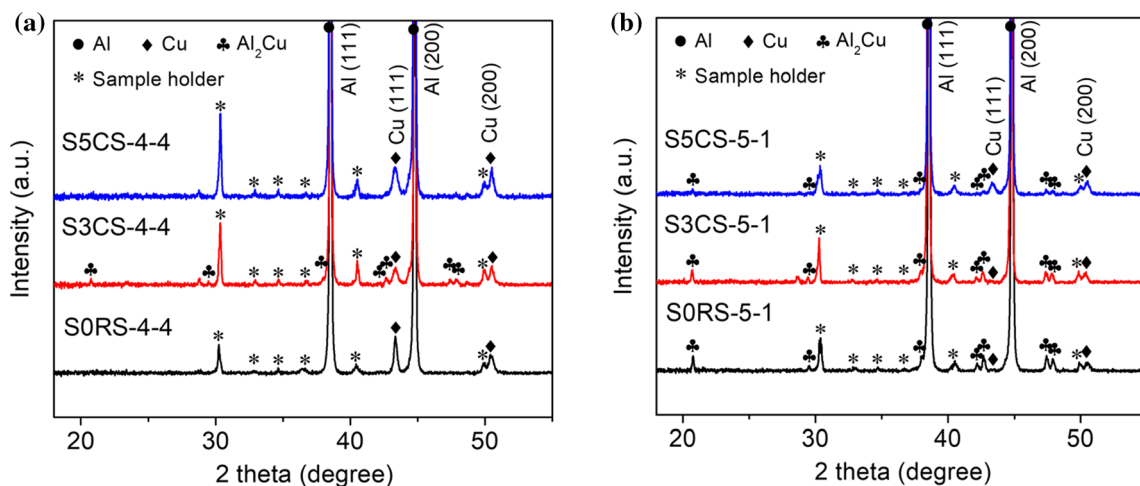 (a)
● Al ♦ Cu ♣ Al₂Cu
* Sample holder
Al (111)
Cu (111)
Al (200)
Cu (200)
S5CS-4-4
S3CS-4-4
S0RS-4-4
Intensity (a.u.)
20 30 40 50
2 theta (degree)
(b)
● Al ♦ Cu ♣ Al₂Cu
* Sample holder
Al (111)
Cu (111)
Al (200)
Cu (200)
S5CS-5-1
S3CS-5-1
S0RS-5-1
Intensity (a.u.)
20 30 40 50
2 theta (degree)